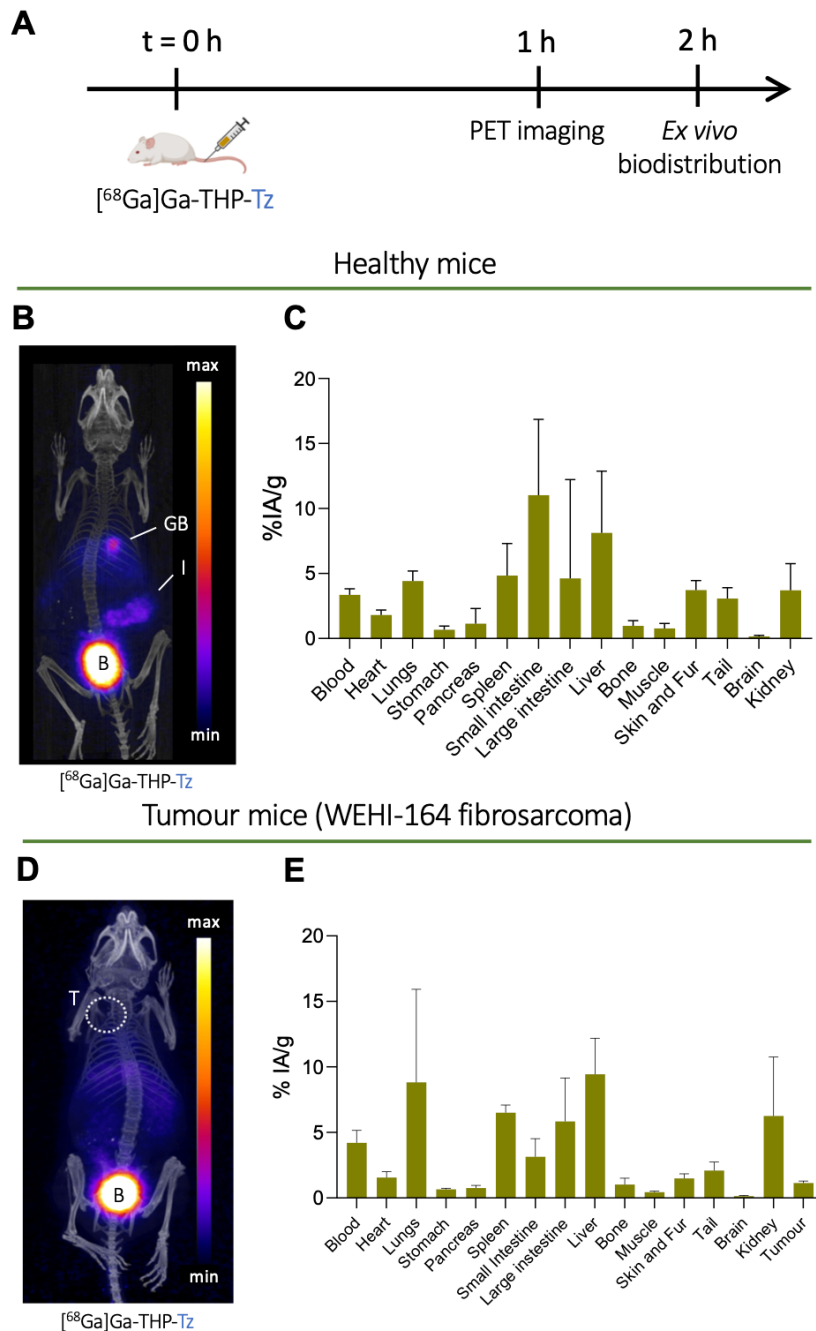 A
t = 0 h
1 h
2 h
PET imaging
Ex vivo
biodistribution
[⁶⁸Ga]Ga-THP-Tz
Healthy mice
B
C
max
GB
I
B
min
[⁶⁸Ga]Ga-THP-Tz
%IA/g
20
15
10
5
0
Blood
Heart
Lungs
Stomach
Pancreas
Spleen
Small intestine
Large intestine
Liver
Bone
Muscle
Skin and Fur
Tail
Brain
Kidney
Tumour mice (WEHI-164 fibrosarcoma)
D
E
max
T
B
min
[⁶⁸Ga]Ga-THP-Tz
% IA/g
20
15
10
5
0
Blood
Heart
Lungs
Stomach
Pancreas
Spleen
Small Intestine
Large instestine
Liver
Bone
Muscle
Skin and Fur
Tail
Brain
Kidney
Tumour